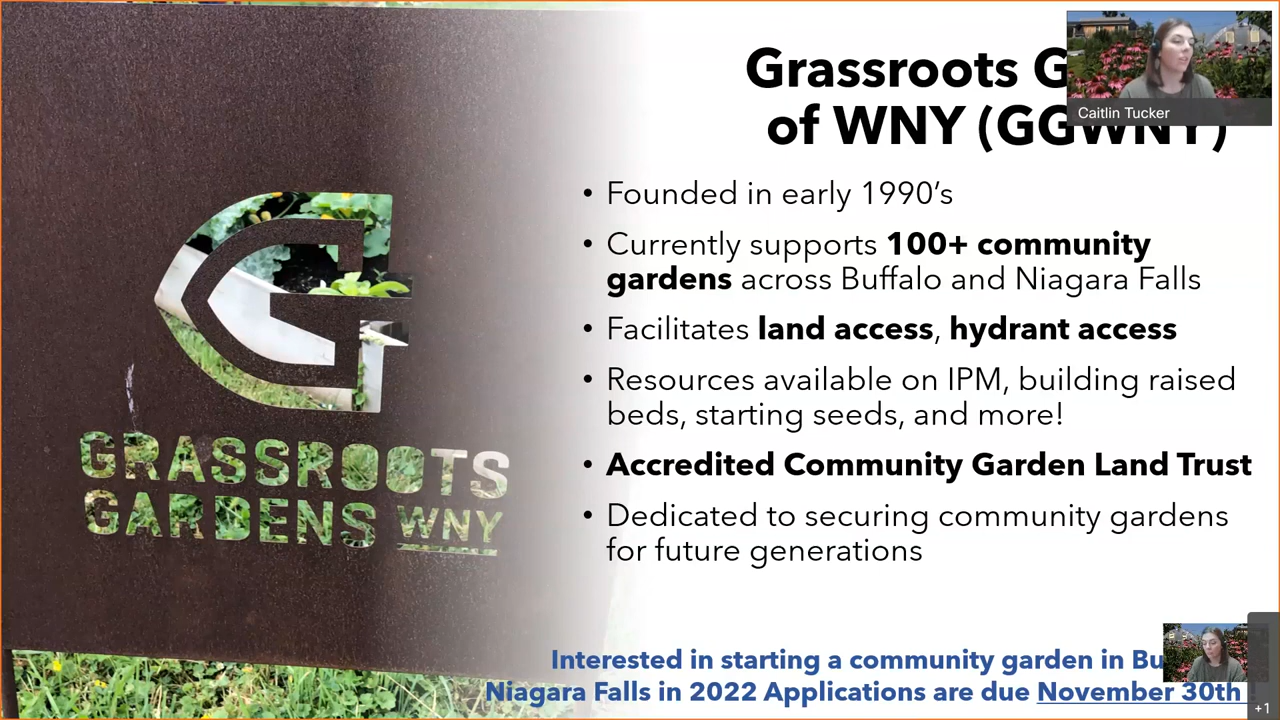 Grassroots G
of WNY (GGWNY)
Caitlin Tucker
• Founded in early 1990’s
• Currently supports 100+ community
gardens across Buffalo and Niagara Falls
• Facilitates land access, hydrant access
• Resources available on IPM, building raised
beds, starting seeds, and more!
• Accredited Community Garden Land Trust
• Dedicated to securing community gardens
for future generations
GRASSROOTS
GARDENS WNY
Interested in starting a community garden in Bu
Niagara Falls in 2022 Applications are due November 30th
+1